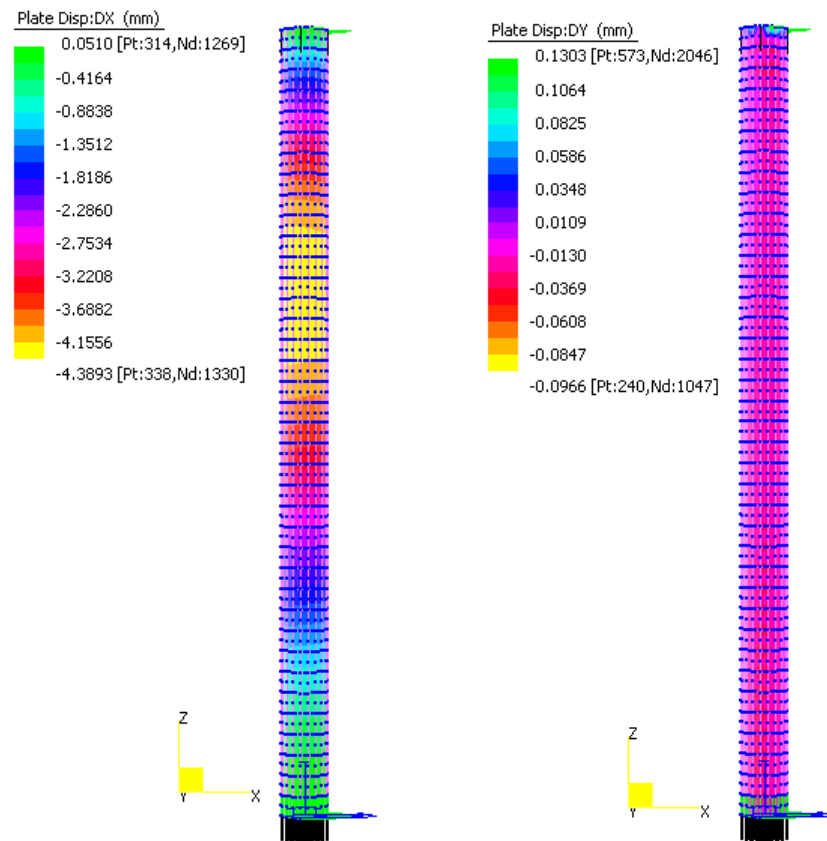 Plate Disp:DX (mm)
0.0510 [Pt:314,Nd:1269]
-0.4164
-0.8838
-1.3512
-1.8186
-2.2860
-2.7534
-3.2208
-3.6882
-4.1556
-4.3893 [Pt:338,Nd:1330]
Z
Y
X
Plate Disp:DY (mm)
0.1303 [Pt:573,Nd:2046]
0.1064
0.0825
0.0586
0.0348
0.0109
-0.0130
-0.0369
-0.0608
-0.0847
-0.0966 [Pt:240,Nd:1047]
Z
Y
X